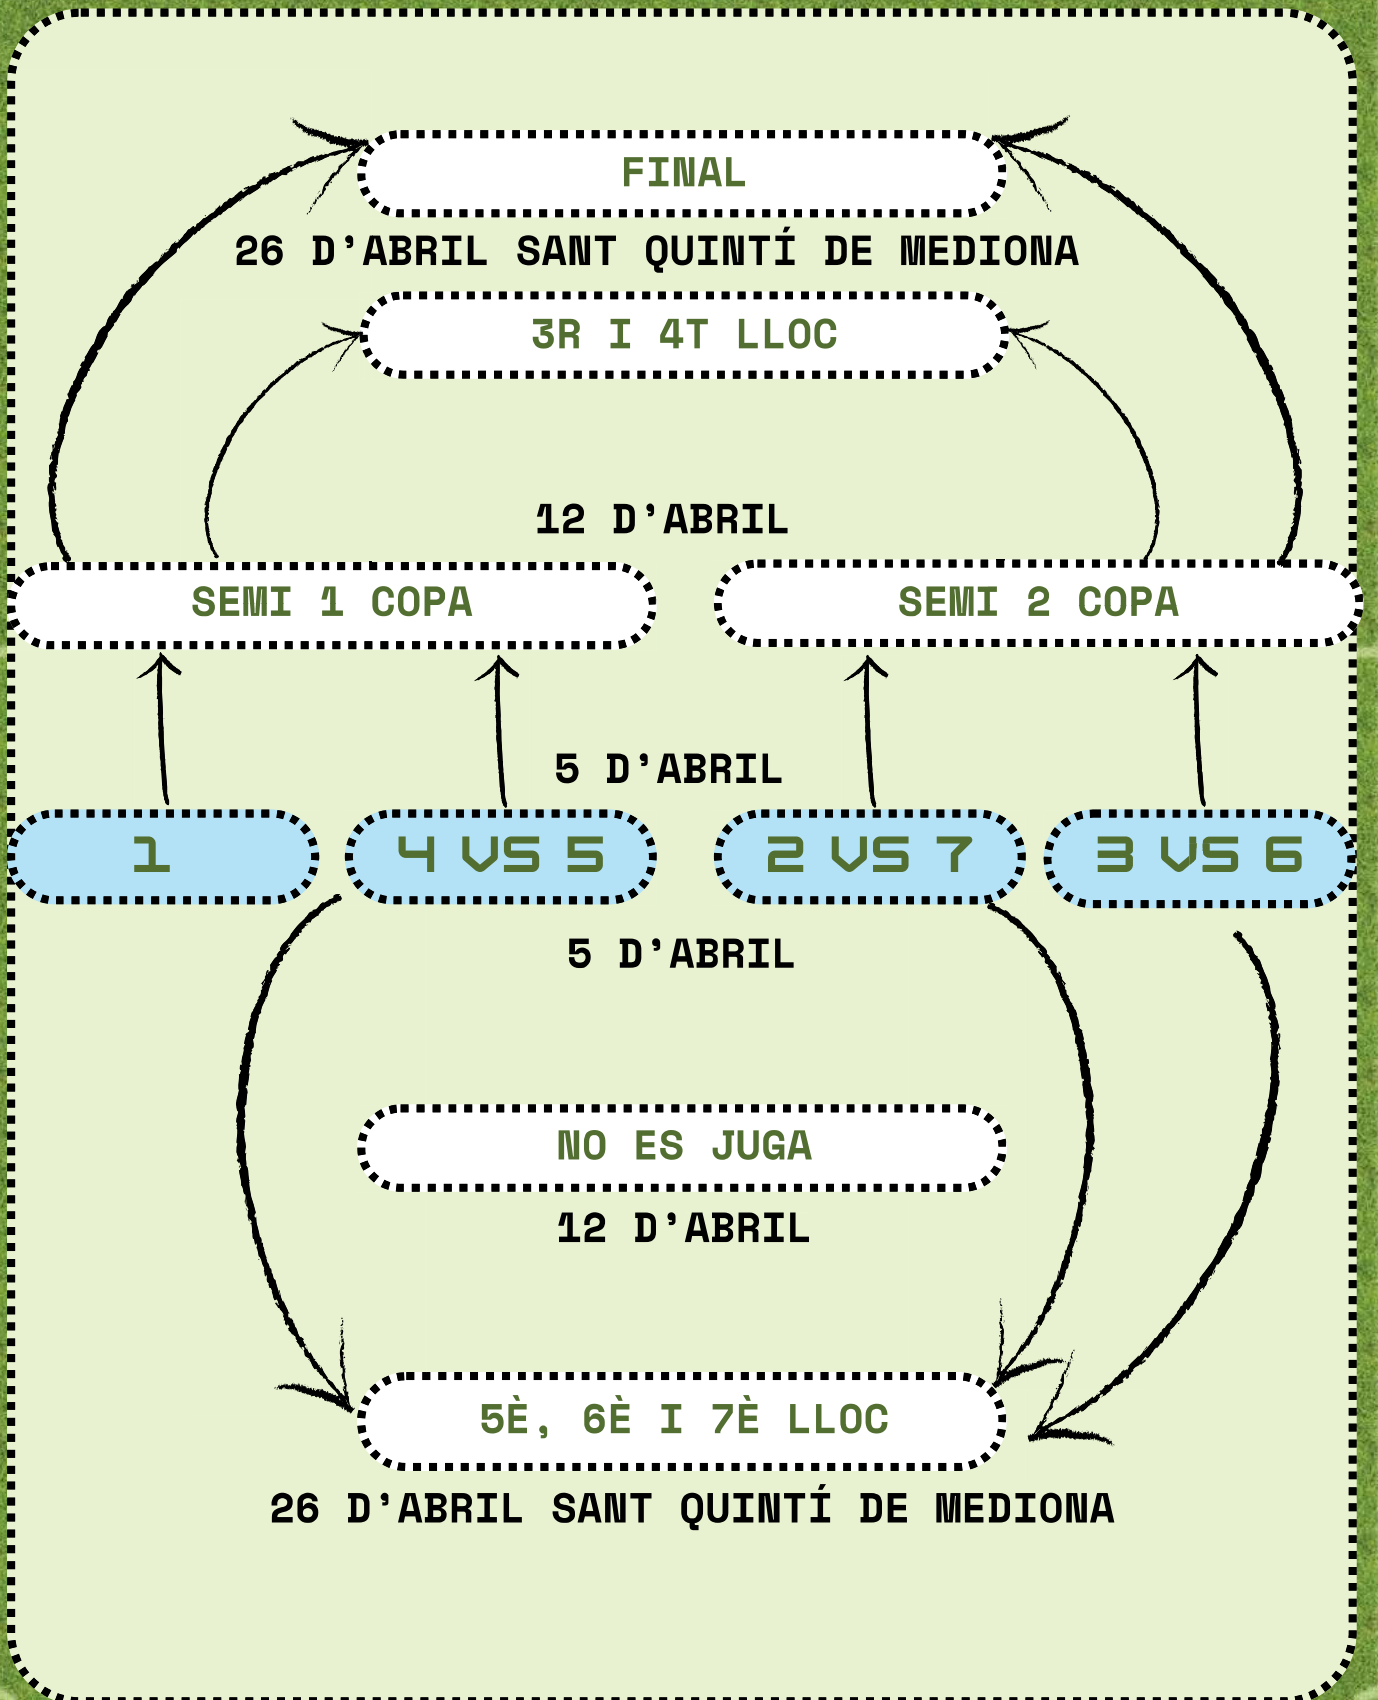 FINAL
26 D’ABRIL SANT QUINTÍ DE MEDIONA
3R I 4T LLOC
12 D’ABRIL
SEMI 1 COPA
SEMI 2 COPA
5 D’ABRIL
1
4 VS 5
2 VS 7
3 VS 6
5 D’ABRIL
NO ES JUGA
12 D’ABRIL
5È, 6È I 7È LLOC
26 D’ABRIL SANT QUINTÍ DE MEDIONA